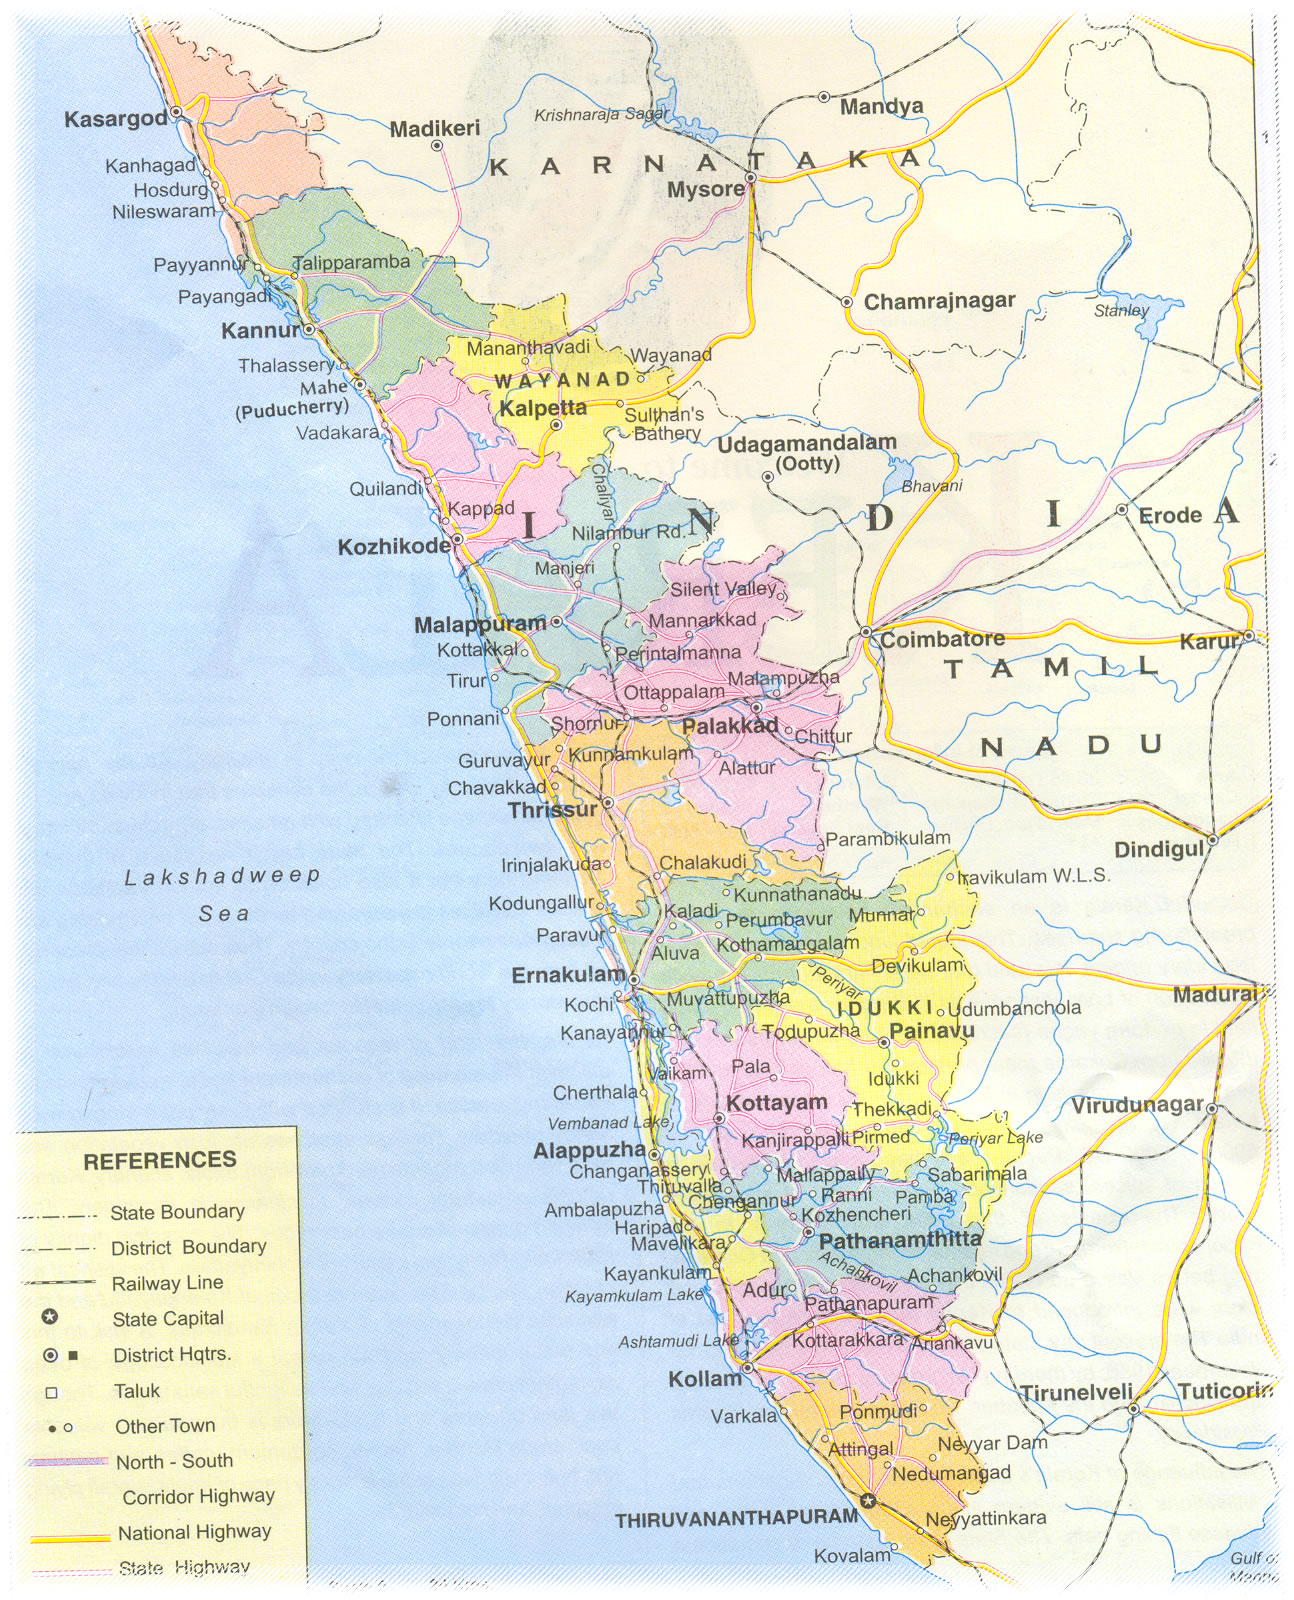 Krishnaraja Sagar
Mandya
Kasargod
Madikeri
KARNATAKA
Kanhagad
Mysore
Hosdurg
Nileswaram
Payyannur
Talipparamba
Payangadi
Chamrajnagar
Stanley
Kannur
Thalassery
Mananthavadi
Wayanad
Mahe
(Puducherry)
WAYANAD
Kalpetta
Sulthan's
Bathery
Vadakara
Udagamandalam
(Ooty)
Chaliyar
Bhavani
Quilandi
Kappad
INDIA
Erode
Nilambur Rd.
Kozhikode
Manjeri
Silent Valley
Malappuram
Mannarkkad
Coimbatore
Karur
Kottakkal
Perintalmanna
TAMIL
NADU
Tirur
Malampuzha
Ottappalam
Ponnani
Shornur
Palakkad
Chittur
Guruvayur
Kunnamkulam
Alattur
Chavakkad
Thrissur
Parambikulam
Dindigul
Irinjalakuda
Chalakudi
Lakshadweep
Sea
Iravikulam W.L.S.
Kodungallur
Kunnathanadu
Kaladi
Perumbavur
Munnar
Paravur
Aluva
Kothamangalam
Devikulam
Ernakulam
Periyar
Kochi
Muvattupuzha
IDUKKI
Udumbanchola
Madurai
Kanayannur
Todupuzha
Painavu
Vaikam
Pala
Idukki
Cherthala
Kottayam
Thekkadi
Virudunagar
Vembanad Lake
Kanjirappalli
Pirmed
Periyar Lake
Alappuzha
Changanassery
Mallappally
Sabarimala
Thiruvalla
Chengannur
Ranni
Pamba
Ambalapuzha
Kozhencheri
Haripad
Mavelikara
Pathanamthitta
Kayankulam
Achankovil
Achankovil
Kayamkulam Lake
Adur
Pathanapuram
Ashtamudi Lake
Kottarakkara
Ariankavu
Kollam
Tirunelveli
Tuticorin
Varkala
Ponmudi
Attingal
Neyyar Dam
Nedumangad
THIRUVANANTHAPURAM
Neyyattinkara
Kovalam
Gulf of
REFERENCES
State Boundary
District Boundary
Railway Line
State Capital
District Hqtrs.
Taluk
Other Town
North - South
Corridor Highway
National Highway
State Highway